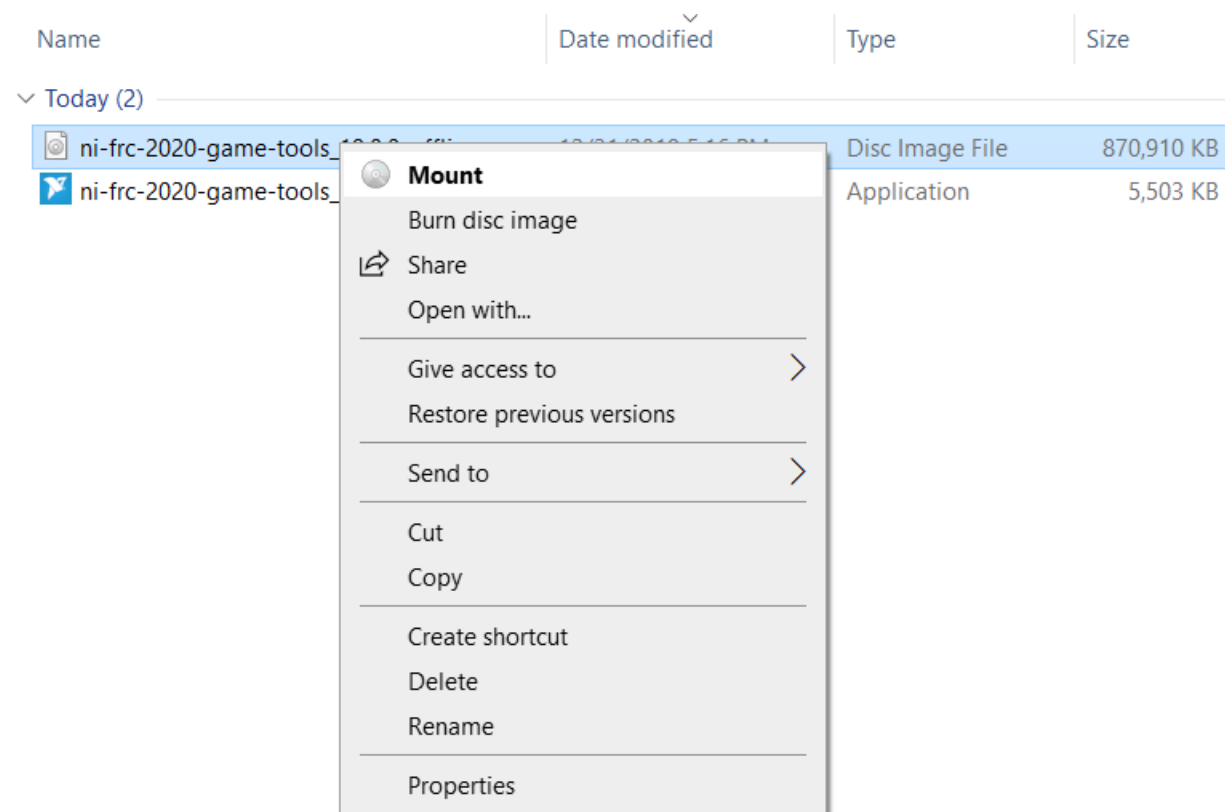 Name Date modified Type Size
Today (2)
ni-frc-2020-game-tools_ Disc Image File 870,910 KB
ni-frc-2020-game-tools_ Application 5,503 KB
Mount
Burn disc image
Share
Open with...
Give access to
Restore previous versions
Send to
Cut
Copy
Create shortcut
Delete
Rename
Properties